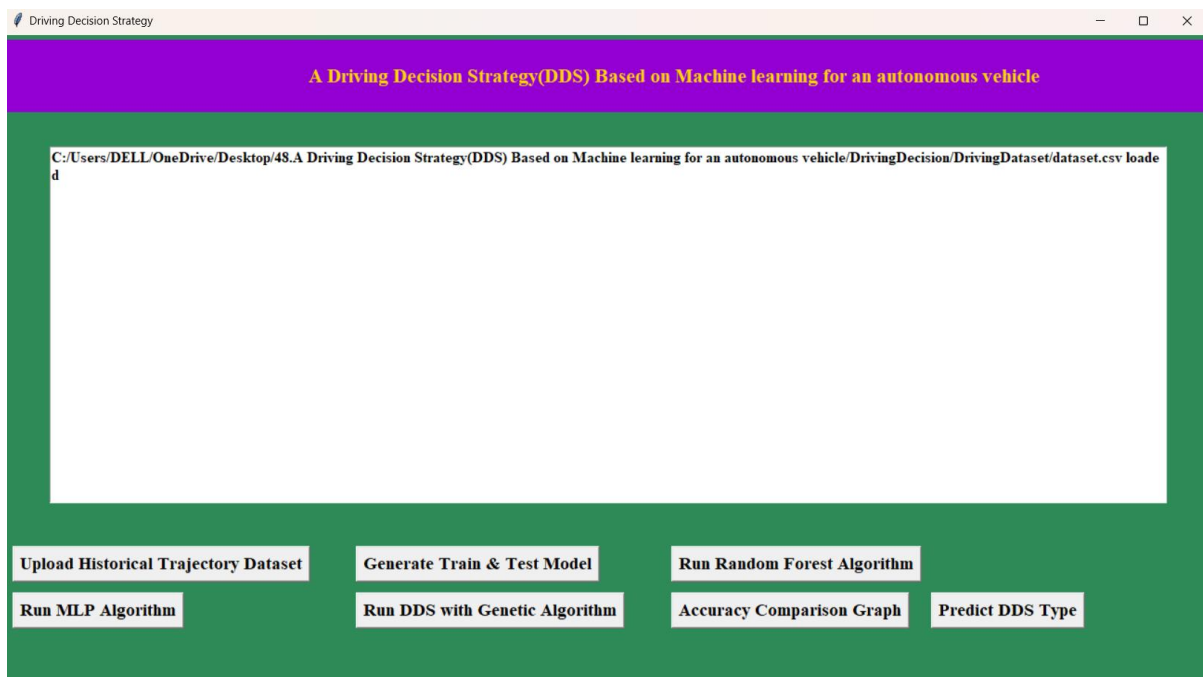 Driving Decision Strategy
A Driving Decision Strategy(DDS) Based on Machine learning for an autonomous vehicle
C:/Users/DELL/OneDrive/Desktop/48.A Driving Decision Strategy(DDS) Based on Machine learning for an autonomous vehicle/DrivingDecision/DrivingDataset/dataset.csv loade
d
Upload Historical Trajectory Dataset Generate Train & Test Model Run Random Forest Algorithm
Run MLP Algorithm Run DDS with Genetic Algorithm Accuracy Comparison Graph Predict DDS Type